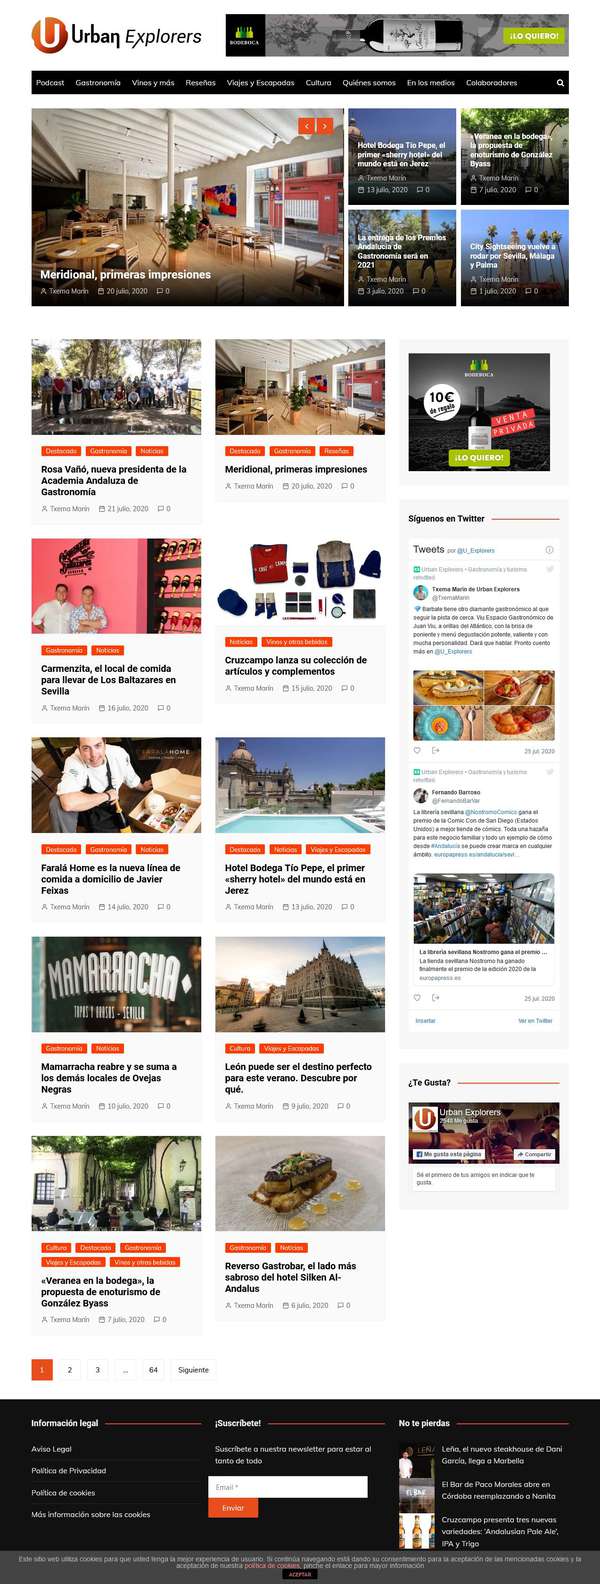 Urban Explorers
BODEBOCA
¡LO QUIERO!
Podcast Gastronomía Vinos y más Reseñas Viajes y Escapadas Cultura Quiénes somos En los medios Colaboradores
Meridional, primeras impresiones
Txema Marín 20 julio, 2020 0
Hotel Bodega Tío Pepe, el
primer «sherry hotel» del
mundo está en Jerez
Txema Marín
13 julio, 2020 0
«Veranea en la bodega»,
la propuesta de
enoturismo de González
Byass
Txema Marín
7 julio, 2020 0
La entrega de los Premios
Andalucía de
Gastronomía será en
2021
Txema Marín
3 julio, 2020 0
City Sightseeing vuelve a
rodar por Sevilla, Málaga
y Palma
Txema Marín
1 julio, 2020 0
Destacado Gastronomía Noticias
Rosa Vañó, nueva presidenta de la
Academia Andaluza de
Gastronomía
Txema Marín 21 julio, 2020 0
Destacado Gastronomía Reseñas
Meridional, primeras impresiones
Txema Marín 20 julio, 2020 0
Gastronomía Noticias
Carmenzita, el local de comida
para llevar de Los Baltazares en
Sevilla
Txema Marín 16 julio, 2020 0
Noticias Vinos y otras bebidas
Cruzcampo lanza su colección de
artículos y complementos
Txema Marín 15 julio, 2020 0
FARALÁ HOME
Destacado Gastronomía Noticias
Faralá Home es la nueva línea de
comida a domicilio de Javier
Feixas
Txema Marín 14 julio, 2020 0
Destacado Noticias Viajes y Escapadas
Hotel Bodega Tío Pepe, el primer
«sherry hotel» del mundo está en
Jerez
Txema Marín 13 julio, 2020 0
MAMARRACHA
TAPAS Y BRASAS - SEVILLA
Gastronomía Noticias
Mamarracha reabre y se suma a
los demás locales de Ovejas
Negras
Txema Marín 10 julio, 2020 0
Cultura Viajes y Escapadas
León puede ser el destino perfecto
para este verano. Descubre por
qué.
Txema Marín 9 julio, 2020 0
Cultura Destacado Gastronomía
Viajes y Escapadas Vinos y otras bebidas
«Veranea en la bodega», la
propuesta de enoturismo de
González Byass
Txema Marín 7 julio, 2020 0
Gastronomía Noticias
Reverso Gastrobar, el lado más
sabroso del hotel Silken Al-
Andalus
Txema Marín 6 julio, 2020 0
1 2 3 … 64 Siguiente
BODEBOCA
10€
de regalo
VENTA
PRIVADA
¡LO QUIERO!
Síguenos en Twitter
Tweets por @U_Explorers
Urban Explorers • Gastronomía y turismo
retwitteó
Txema Marín de Urban Explorers
@TxemaMarin
Barbate tiene otro diamante gastronómico al que
seguir la pista de cerca. Viu Espacio Gastronómico de
Juan Viu, a orillas del Atlántico, con la brisa de
poniente y menú degustación potente, valiente y con
mucha personalidad. Dará que hablar. Pronto cuento
más en @U_Explorers
25 jul. 2020
Urban Explorers • Gastronomía y turismo
retwitteó
Fernando Barroso
@FernandoBarVar
La librería sevillana @NostromoComics gana el
premio de la Comic Con de San Diego (Estados
Unidos) a mejor tienda de cómics. Toda una hazaña
para este negocio familiar y todo un ejemplo de cómo
desde #Andalucía se puede crear marca en cualquier
ámbito. europapress.es/andalucia/sevi…
La librería sevillana Nostromo gana el premio …
La tienda sevillana Nostromo ha ganado
finalmente el premio de la edición 2020 de la
europapress.es
25 jul. 2020
Insertar Ver en Twitter
¿Te Gusta?
Urban Explorers
2548 Me gusta
Me gusta esta página Compartir
Sé el primero de tus amigos en indicar que te
gusta.
Información legal
Aviso Legal
Política de Privacidad
Política de cookies
Más información sobre las cookies
¡Suscríbete!
Suscríbete a nuestra newsletter para estar al
tanto de todo
Email *
Enviar
No te pierdas
Leña, el nuevo steakhouse de Dani
García, llega a Marbella
El Bar de Paco Morales abre en
Córdoba reemplazando a Nanita
Cruzcampo presenta tres nuevas
variedades: 'Andalusian Pale Ale',
IPA y Trigo
Este sitio web utiliza cookies para que usted tenga la mejor experiencia de usuario. Si continúa navegando está dando su consentimiento para la aceptación de las mencionadas cookies y la
aceptación de nuestra política de cookies, pinche el enlace para mayor información
ACEPTAR